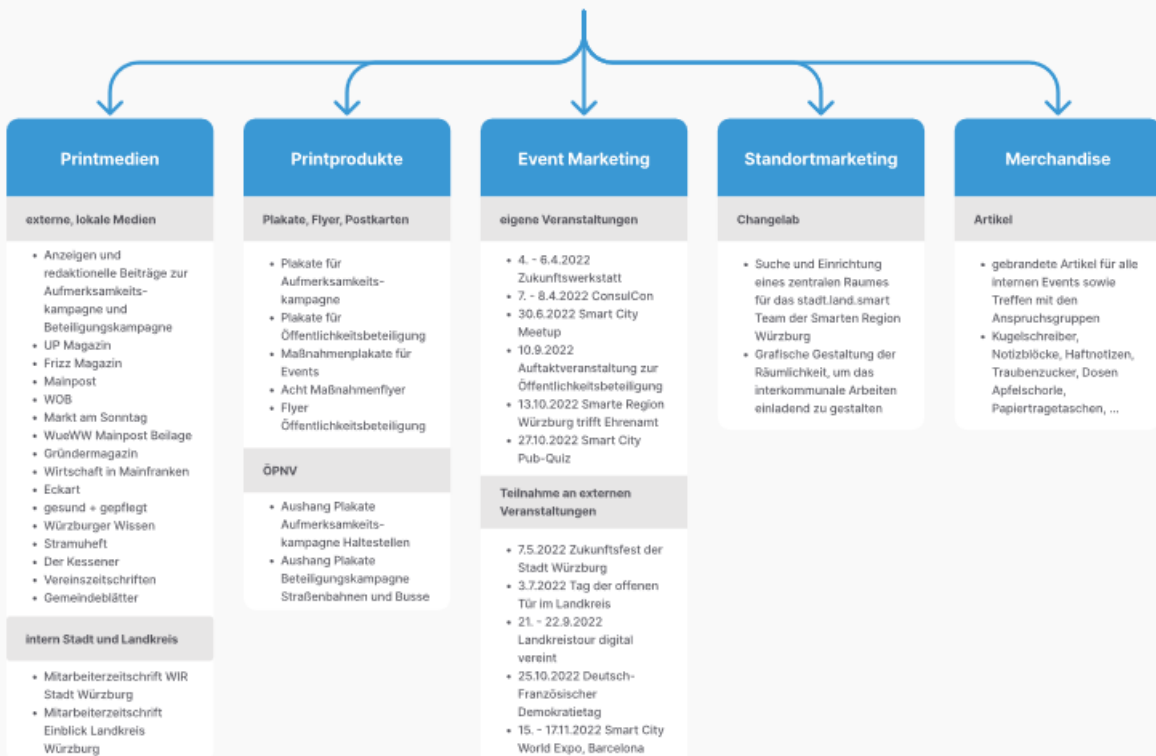 Printmedien
externe, lokale Medien
• Anzeigen und
redaktionelle Beiträge zur
Aufmerksamkeits-
kampagne und
Beteiligungskampagne
• UP Magazin
• Frizz Magazin
• Mainpost
• WOB
• Markt am Sonntag
• WueWW Mainpost Beilage
• Gründermagazin
• Wirtschaft in Mainfranken
• Eckart
• gesund + gepflegt
• Würzburger Wissen
• Stramuheft
• Der Kessener
• Vereinszeitschriften
• Gemeindeblätter
intern Stadt und Landkreis
• Mitarbeiterzeitschrift WIR
Stadt Würzburg
• Mitarbeiterzeitschrift
Einblick Landkreis
Würzburg
Printprodukte
Plakate, Flyer, Postkarten
• Plakate für
Aufmerksamkeits-
kampagne
• Plakate für
Öffentlichkeitsbeteiligung
• Maßnahmenplakate für
Events
• Acht Maßnahmenflyer
• Flyer
Öffentlichkeitsbeteiligung
ÖPNV
• Aushang Plakate
Aufmerksamkeits-
kampagne Haltestellen
• Aushang Plakate
Beteiligungskampagne
Straßenbahnen und Busse
Event Marketing
eigene Veranstaltungen
• 4. - 6.4.2022
Zukunftswerkstatt
• 7. - 8.4.2022 ConsulCon
• 30.6.2022 Smart City
Meetup
• 10.9.2022
Auftaktveranstaltung zur
Öffentlichkeitsbeteiligung
• 13.10.2022 Smarte Region
Würzburg trifft Ehrenamt
• 27.10.2022 Smart City
Pub-Quiz
Teilnahme an externen
Veranstaltungen
• 7.5.2022 Zukunftsfest der
Stadt Würzburg
• 3.7.2022 Tag der offenen
Tür im Landkreis
• 21. - 22.9.2022
Landkreistour digital
vereint
• 25.10.2022 Deutsch-
Französischer
Demokratietag
• 15. - 17.11.2022 Smart City
World Expo, Barcelona
Standortmarketing
Changelab
• Suche und Einrichtung
eines zentralen Raumes
für das stadt.land.smart
Team der Smarten Region
Würzburg
• Grafische Gestaltung der
Räumlichkeit, um das
interkommunale Arbeiten
einladend zu gestalten
Merchandise
Artikel
• gebrandete Artikel für alle
internen Events sowie
Treffen mit den
Anspruchsgruppen
• Kugelschreiber,
Notizblöcke, Haftnotizen,
Traubenzucker, Dosen
Apfelschorle,
Papiertragetaschen, ...